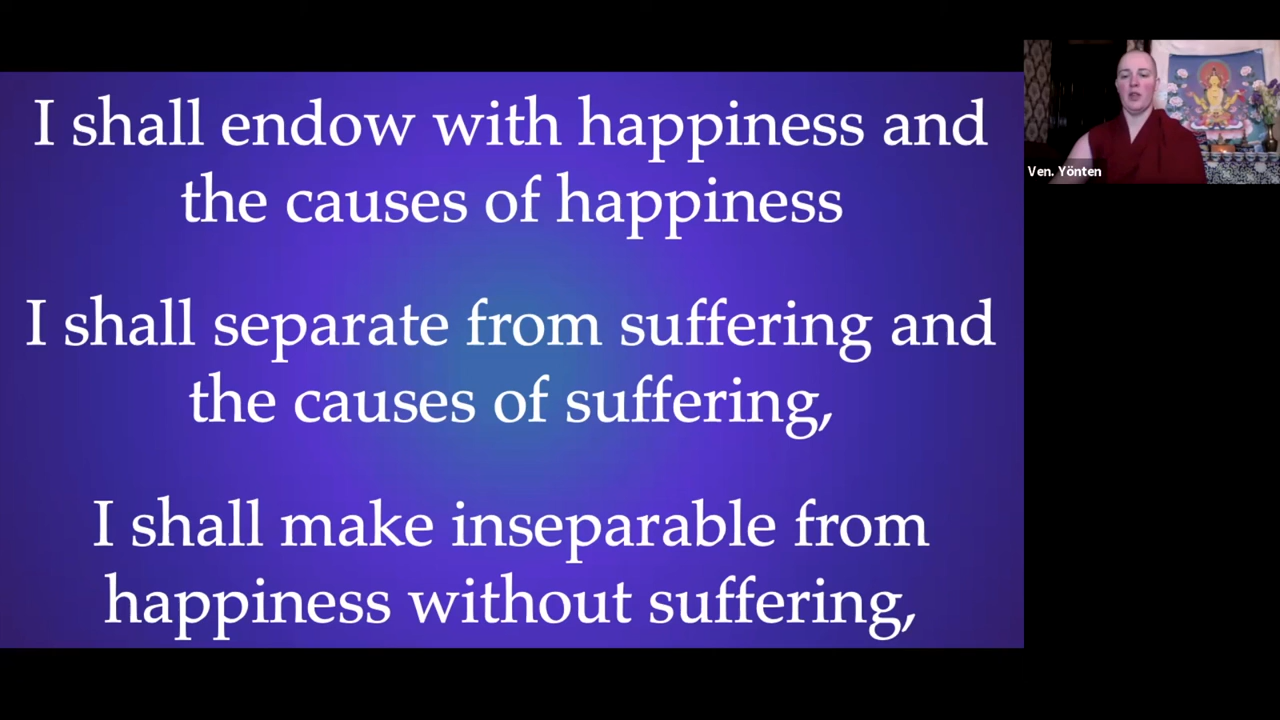 I shall endow with happiness and
the causes of happiness
I shall separate from suffering and
the causes of suffering,
I shall make inseparable from
happiness without suffering,
Ven. Yönten